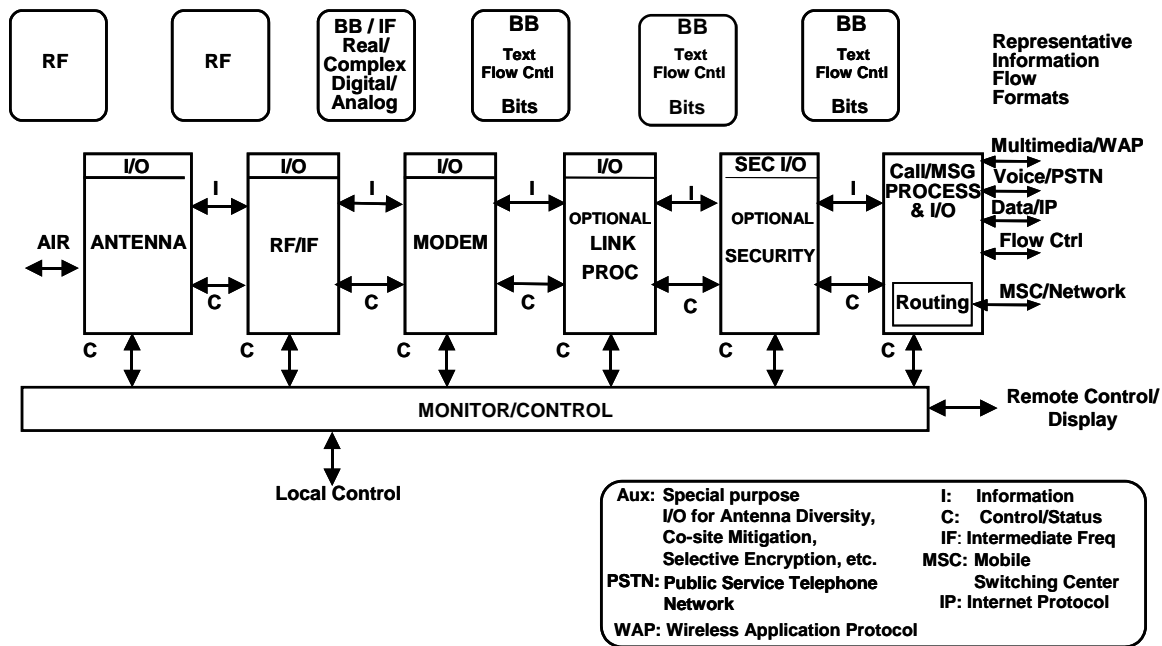 RF
RF
BB / IF
Real/
Complex
Digital/
Analog
BB
Text
Flow Cntl
Bits
BB
Text
Flow Cntl
Bits
BB
Text
Flow Cntl
Bits
Representative
Information
Flow
Formats
AIR
I/O
ANTENNA
I
C
I/O
RF/IF
I
C
I/O
MODEM
I
C
I/O
OPTIONAL
LINK
PROC
I
C
SEC I/O
OPTIONAL
SECURITY
I
C
Call/MSG
PROCESS
& I/O
Routing
Multimedia/WAP
Voice/PSTN
Data/IP
Flow Ctrl
MSC/Network
C
C
C
C
C
C
MONITOR/CONTROL
Remote Control/
Display
Local Control
Aux: Special purpose
I/O for Antenna Diversity,
Co-site Mitigation,
Selective Encryption, etc.
PSTN: Public Service Telephone
Network
WAP: Wireless Application Protocol
I: Information
C: Control/Status
IF: Intermediate Freq
MSC: Mobile
Switching Center
IP: Internet Protocol